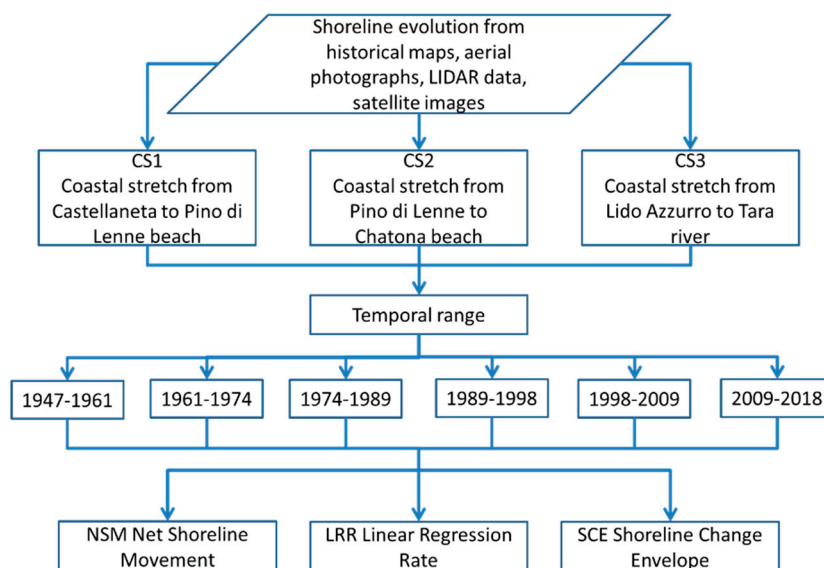 Shoreline evolution from
historical maps, aerial
photographs, LIDAR data,
satellite images
CS1
Coastal stretch from
Castellaneta to Pino di
Lenne beach
CS2
Coastal stretch from
Pino di Lenne to
Chatona beach
CS3
Coastal stretch from
Lido Azzurro to Tara
river
Temporal range
1947-1961
1961-1974
1974-1989
1989-1998
1998-2009
2009-2018
NSM Net Shoreline
Movement
LRR Linear Regression
Rate
SCE Shoreline Change
Envelope